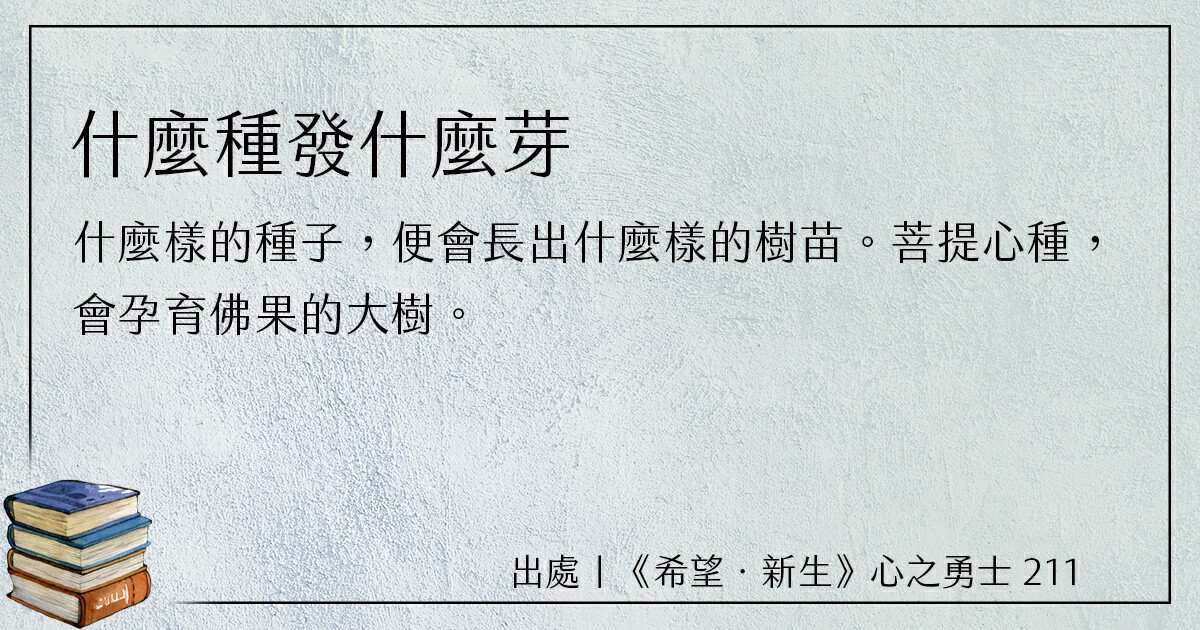 什麼種發什麼芽
什麼樣的種子，便會長出什麼樣的樹苗。菩提心種，
會孕育佛果的大樹。
出處｜《希望．新生》心之勇士 211